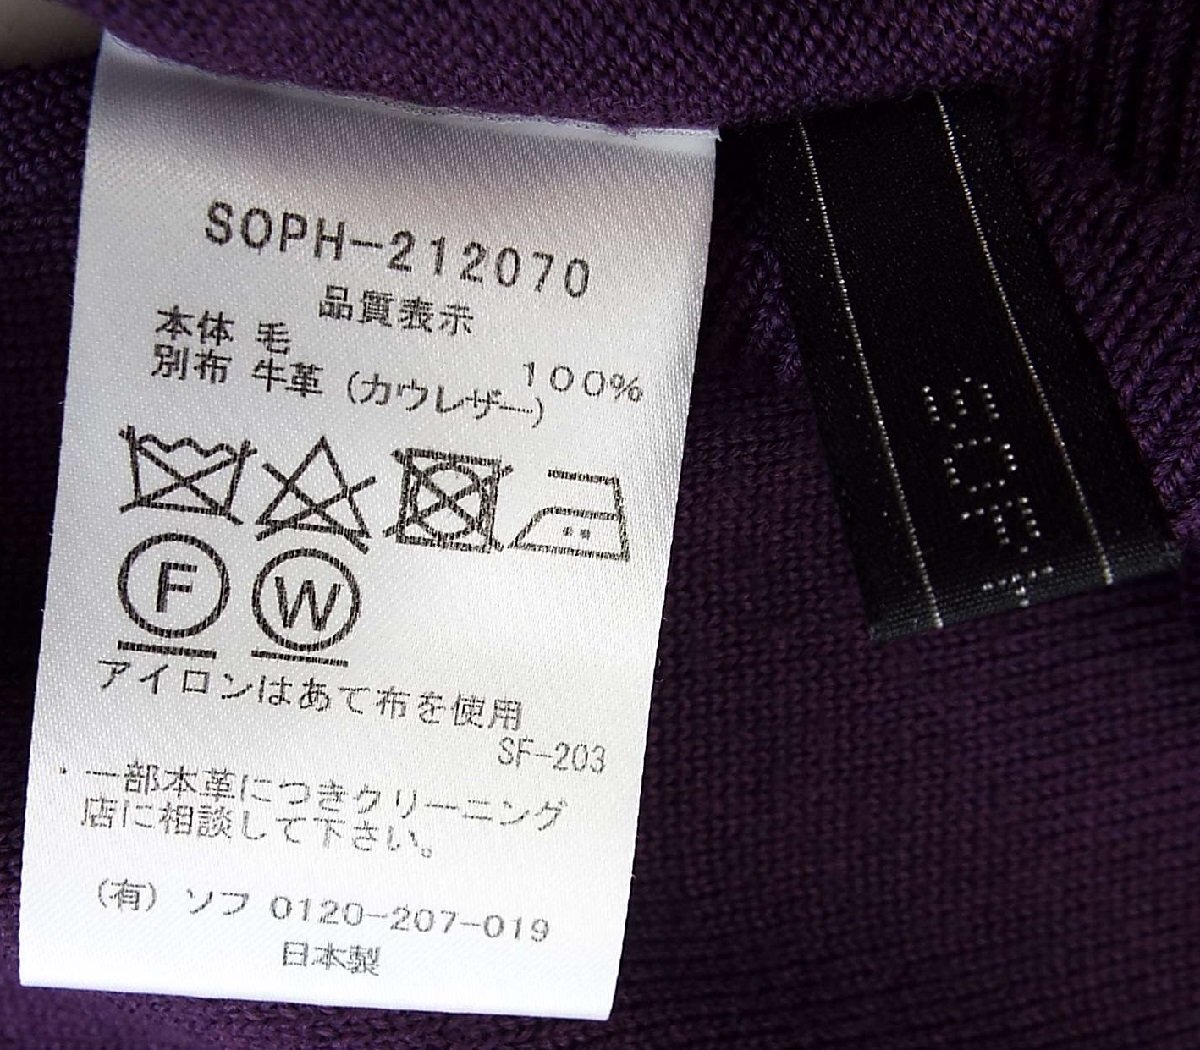 SOPH-212070
品質表示
本体 毛 100%
別布 牛革 (カウレザー)
F W
アイロンはあて布を使用
SF-203
・一部本革につきクリーニング
店に相談して下さい。
(有) ソフ 0120-207-019
日本製
SOF